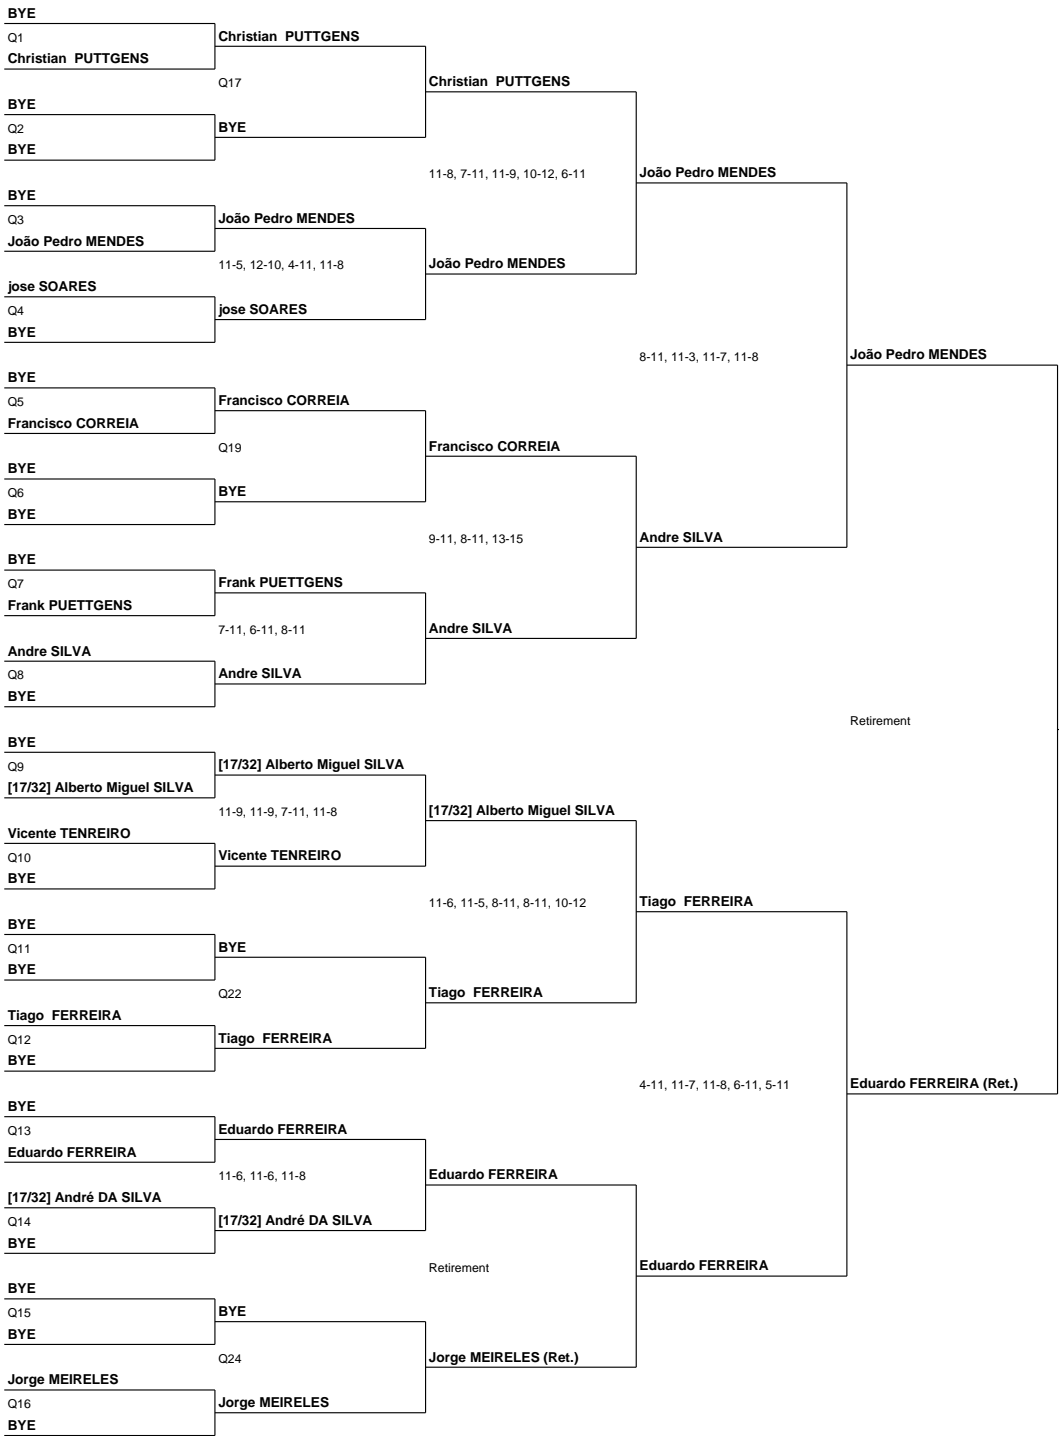 BYE
Q1
Christian PUTTGENS
Christian PUTTGENS
Q17
Christian PUTTGENS
BYE
Q2
BYE
BYE
11-8, 7-11, 11-9, 10-12, 6-11
João Pedro MENDES
BYE
Q3
João Pedro MENDES
João Pedro MENDES
11-5, 12-10, 4-11, 11-8
João Pedro MENDES
jose SOARES
Q4
jose SOARES
BYE
8-11, 11-3, 11-7, 11-8
João Pedro MENDES
BYE
Q5
Francisco CORREIA
Francisco CORREIA
Q19
Francisco CORREIA
BYE
Q6
BYE
BYE
9-11, 8-11, 13-15
Andre SILVA
BYE
Q7
Frank PUETTGENS
Frank PUETTGENS
7-11, 6-11, 8-11
Andre SILVA
Andre SILVA
Q8
Andre SILVA
BYE
Retirement
BYE
Q9
[17/32] Alberto Miguel SILVA
[17/32] Alberto Miguel SILVA
11-9, 11-9, 7-11, 11-8
[17/32] Alberto Miguel SILVA
Vicente TENREIRO
Q10
Vicente TENREIRO
BYE
11-6, 11-5, 8-11, 8-11, 10-12
Tiago FERREIRA
BYE
Q11
BYE
BYE
Q22
Tiago FERREIRA
Tiago FERREIRA
Q12
Tiago FERREIRA
BYE
4-11, 11-7, 11-8, 6-11, 5-11
Eduardo FERREIRA (Ret.)
BYE
Q13
Eduardo FERREIRA
Eduardo FERREIRA
11-6, 11-6, 11-8
Eduardo FERREIRA
[17/32] André DA SILVA
Q14
[17/32] André DA SILVA
BYE
Retirement
Eduardo FERREIRA
BYE
Q15
BYE
BYE
Q24
Jorge MEIRELES (Ret.)
Jorge MEIRELES
Q16
Jorge MEIRELES
BYE